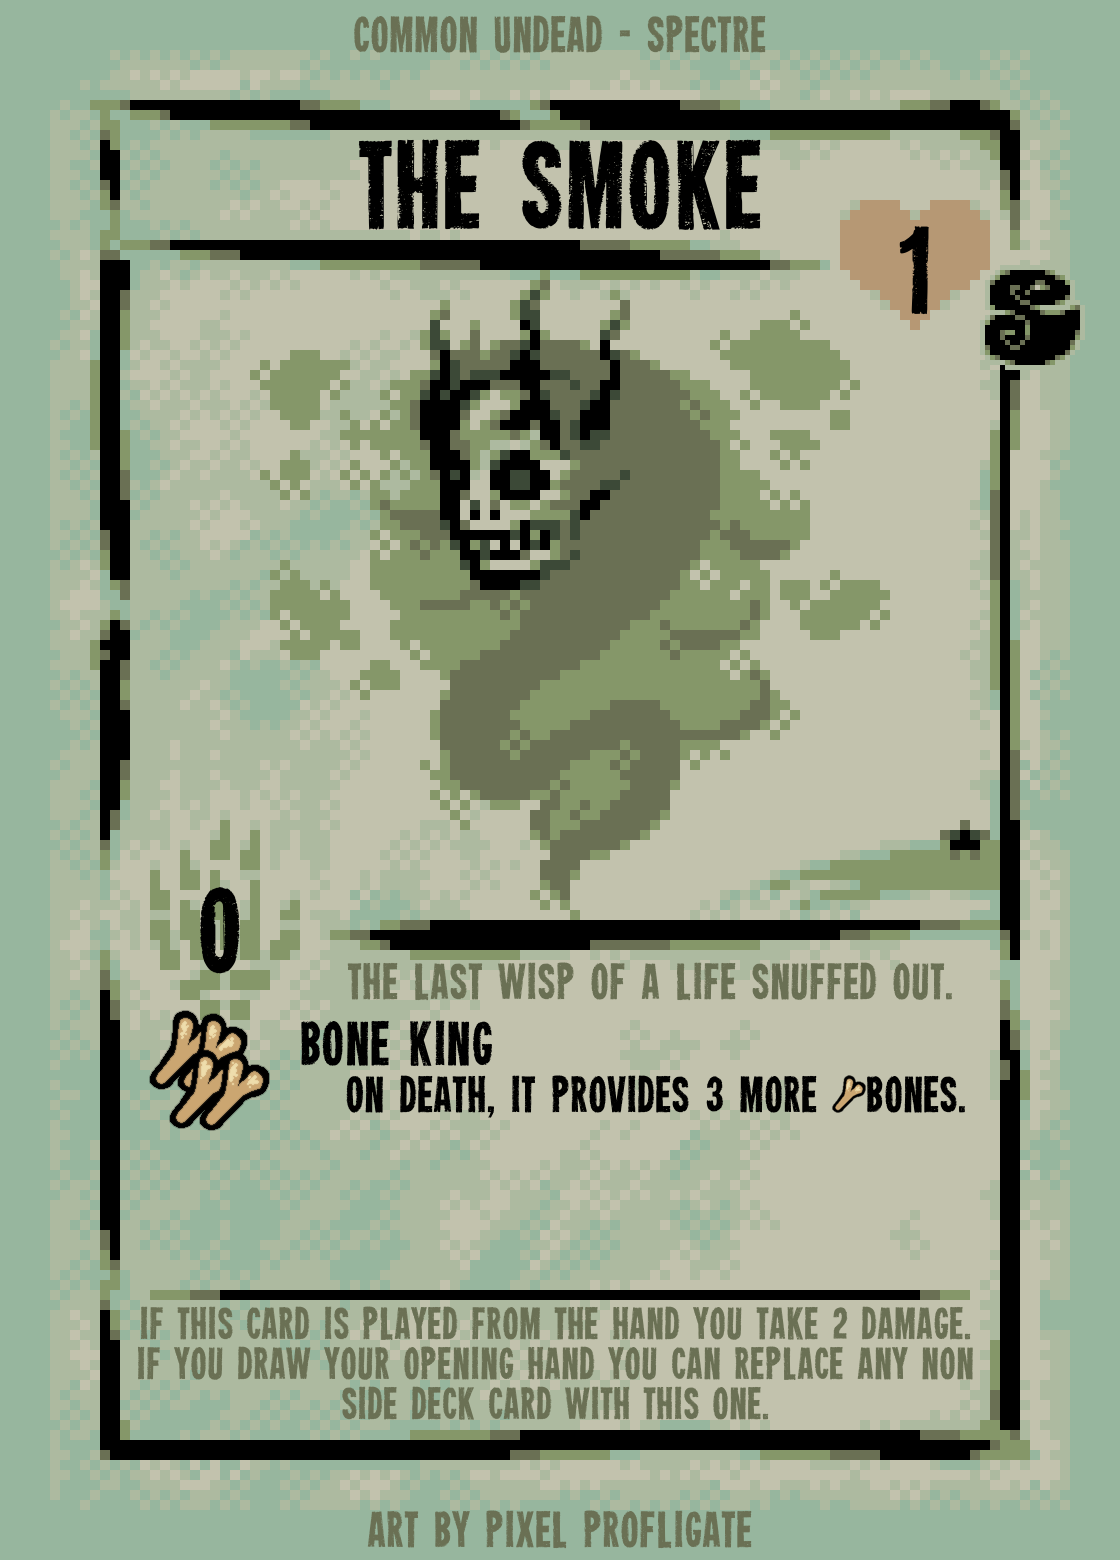 COMMON UNDEAD - SPECTRE
THE SMOKE
1
0
THE LAST WISP OF A LIFE SNUFFED OUT.
BONE KING
ON DEATH, IT PROVIDES 3 MORE BONES.
IF THIS CARD IS PLAYED FROM THE HAND YOU TAKE 2 DAMAGE.
IF YOU DRAW YOUR OPENING HAND YOU CAN REPLACE ANY NON
SIDE DECK CARD WITH THIS ONE.
ART BY PIXEL PROFLIGATE